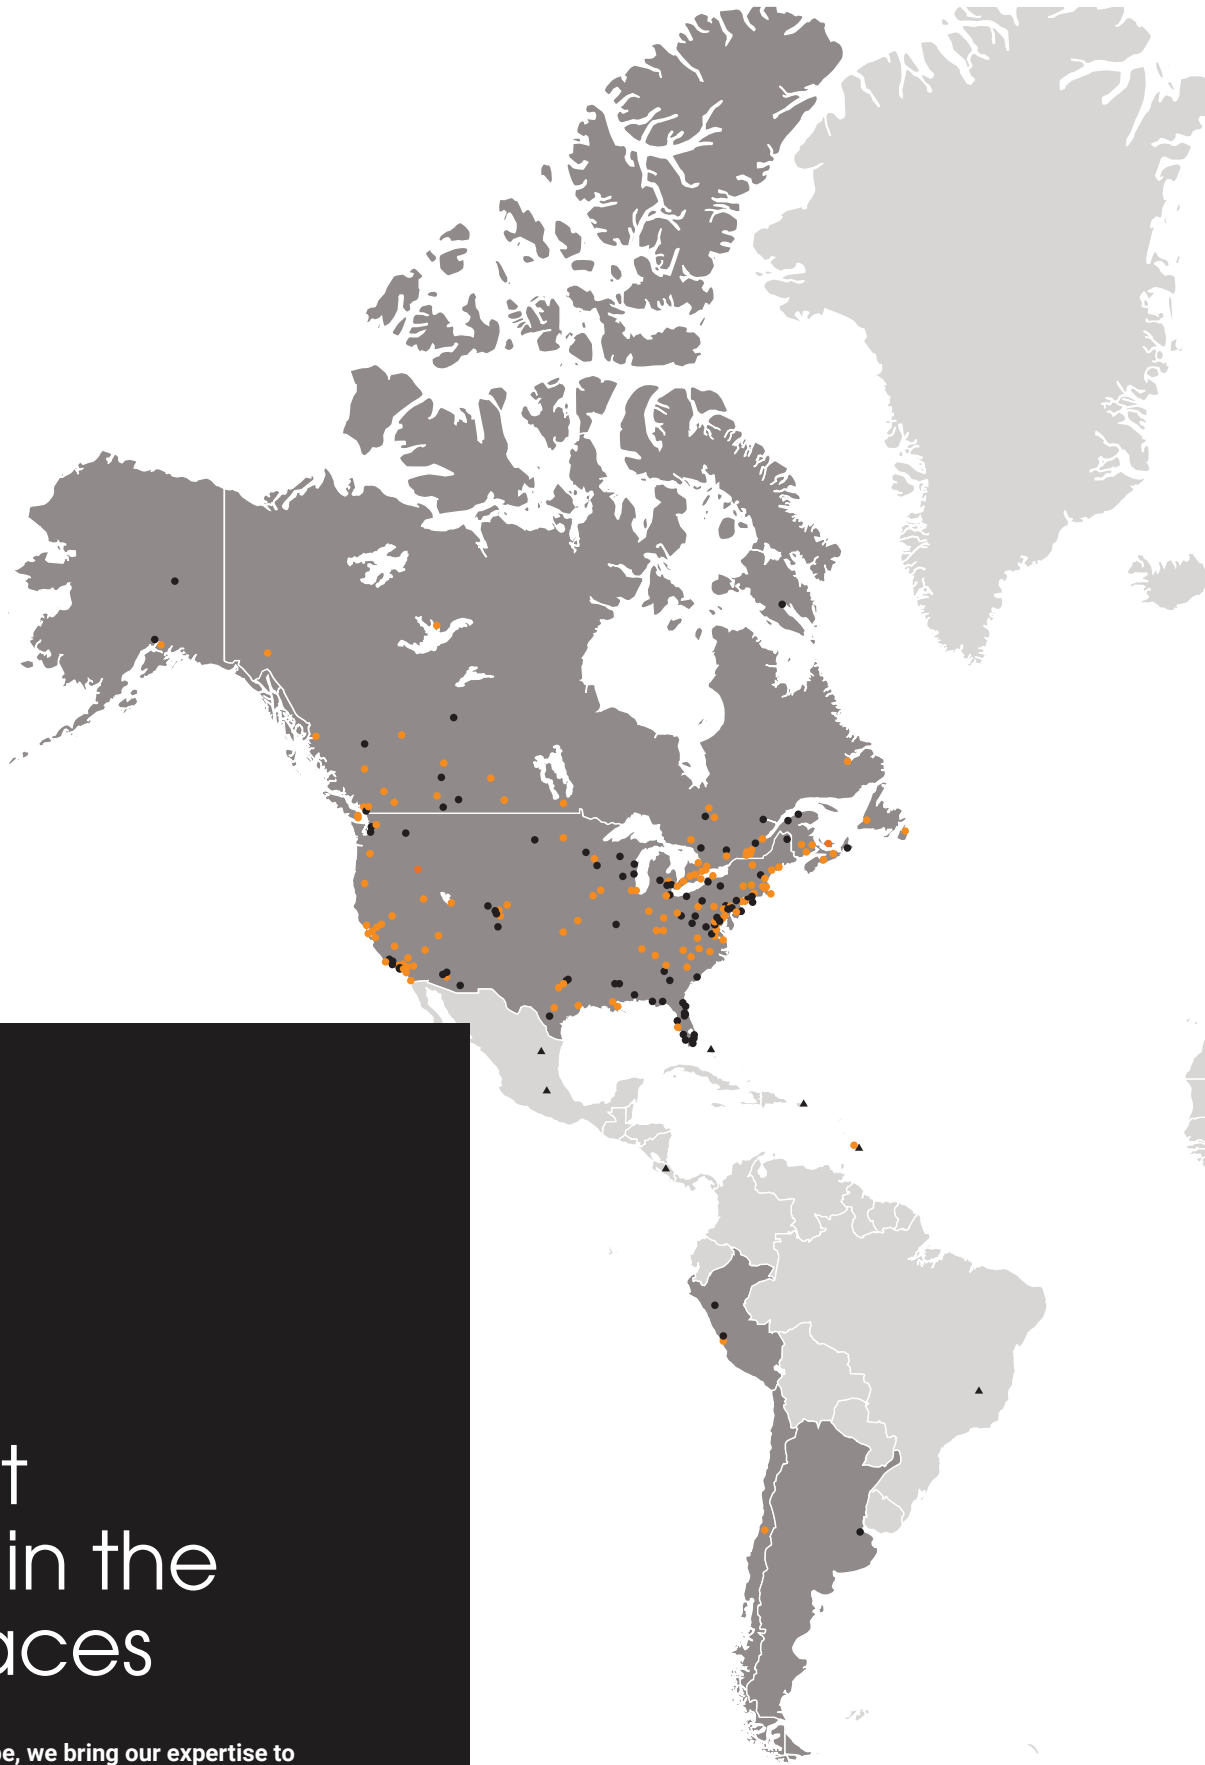 t
in the
aces
e, we bring our expertise to